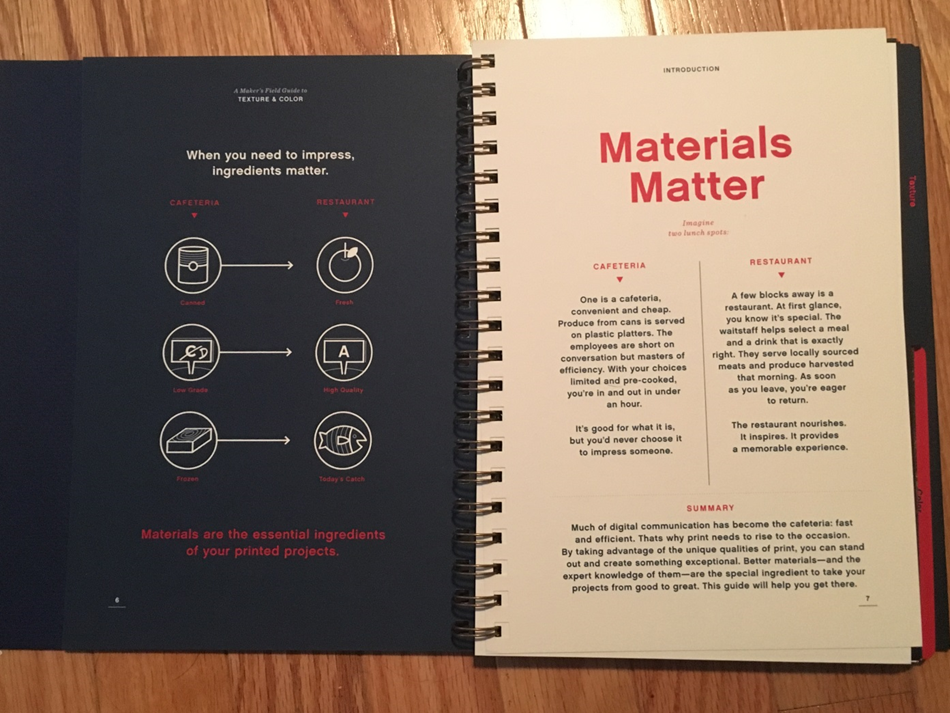 A Maker's Field Guide to
TEXTURE & COLOR
When you need to impress,
ingredients matter.
CAFETERIA
RESTAURANT
Canned
Fresh
C D
A
Low Grade
High Quality
Frozen
Today's Catch
Materials are the essential ingredients
of your printed projects.
6
INTRODUCTION
Materials
Matter
Imagine
two lunch spots:
CAFETERIA
One is a cafeteria,
convenient and cheap.
Produce from cans is served
on plastic platters. The
employees are short on
conversation but masters of
efficiency. With your choices
limited and pre-cooked,
you're in and out in under
an hour.
It's good for what it is,
but you'd never choose it
to impress someone.
RESTAURANT
A few blocks away is a
restaurant. At first glance,
you know it's special. The
waitstaff helps select a meal
and a drink that is exactly
right. They serve locally sourced
meats and produce harvested
that morning. As soon
as you leave, you're eager
to return.
The restaurant nourishes.
It inspires. It provides
a memorable experience.
SUMMARY
Much of digital communication has become the cafeteria: fast
and efficient. Thats why print needs to rise to the occasion.
By taking advantage of the unique qualities of print, you can stand
out and create something exceptional. Better materials—and the
expert knowledge of them—are the special ingredient to take your
projects from good to great. This guide will help you get there.
7
Texture